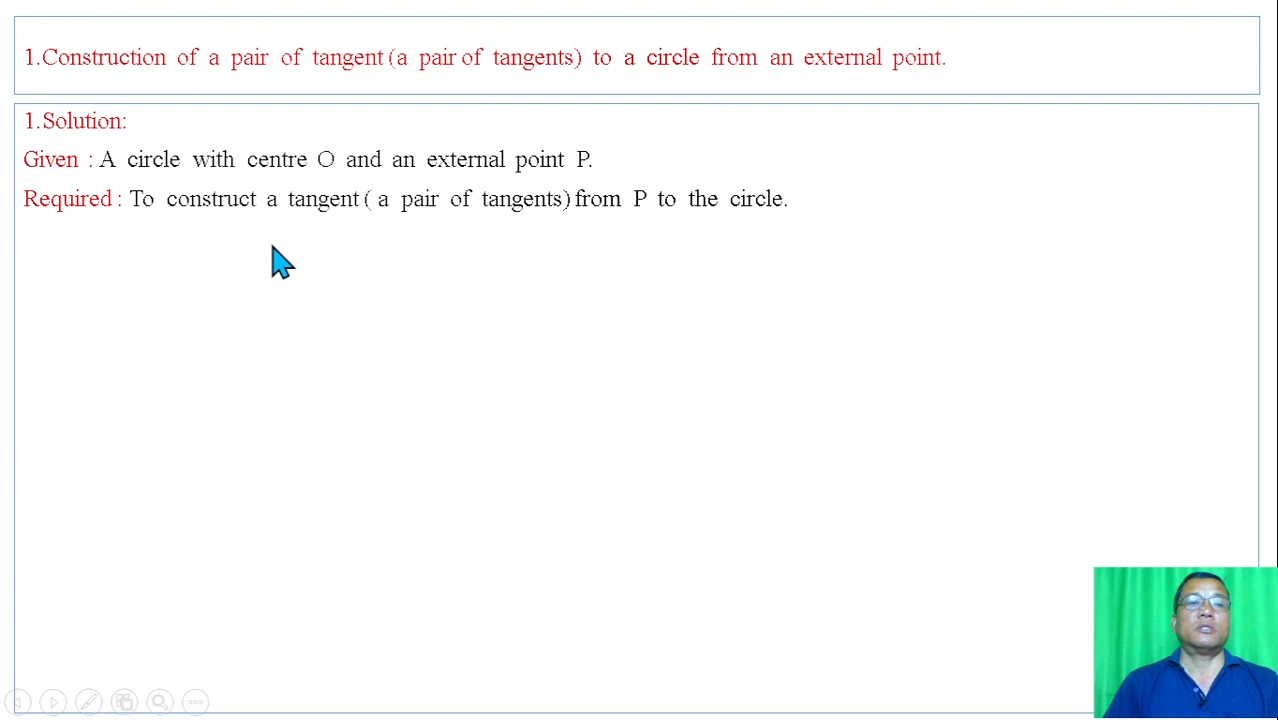 1.Construction of a pair of tangent (a pair of tangents) to a circle from an external point.
1.Solution:
Given : A circle with centre O and an external point P.
Required : To construct a tangent ( a pair of tangents) from P to the circle.